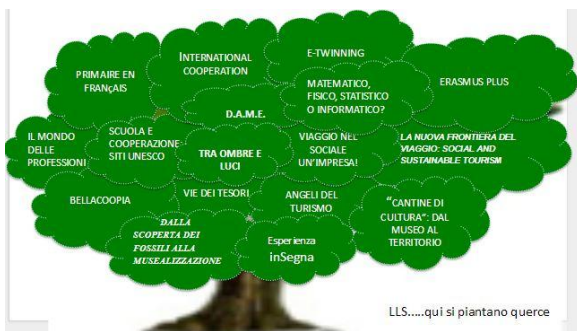 PRIMAIRE EN
FRANçAIS
INTERNATIONAL
COOPERATION
E-TWINNING
MATEMATICO,
FISICO, STATISTICO
O INFORMATICO?
ERASMUS PLUS
D.A.M.E.
IL MONDO
DELLE
PROFESSIONI
SCUOLA E
COOPERAZIONE
SITI UNESCO
TRA OMBRE E
LUCI
VIAGGIO NEL
SOCIALE
UN'IMPRESA!
LA NUOVA FRONTIERA DEL
VIAGGIO: SOCIAL AND
SUSTAINABLE TOURISM
BELLACOOPIA
VIE DEI TESORI
ANGELI DEL
TURISMO
"CANTINE DI
CULTURA": DAL
MUSEO AL
TERRITORIO
DALLA
SCOPERTA DEI
FOSSILI ALLA
MUSEALIZZAZIONE
Esperienza
inSegna
LLS.....qui si piantano querce